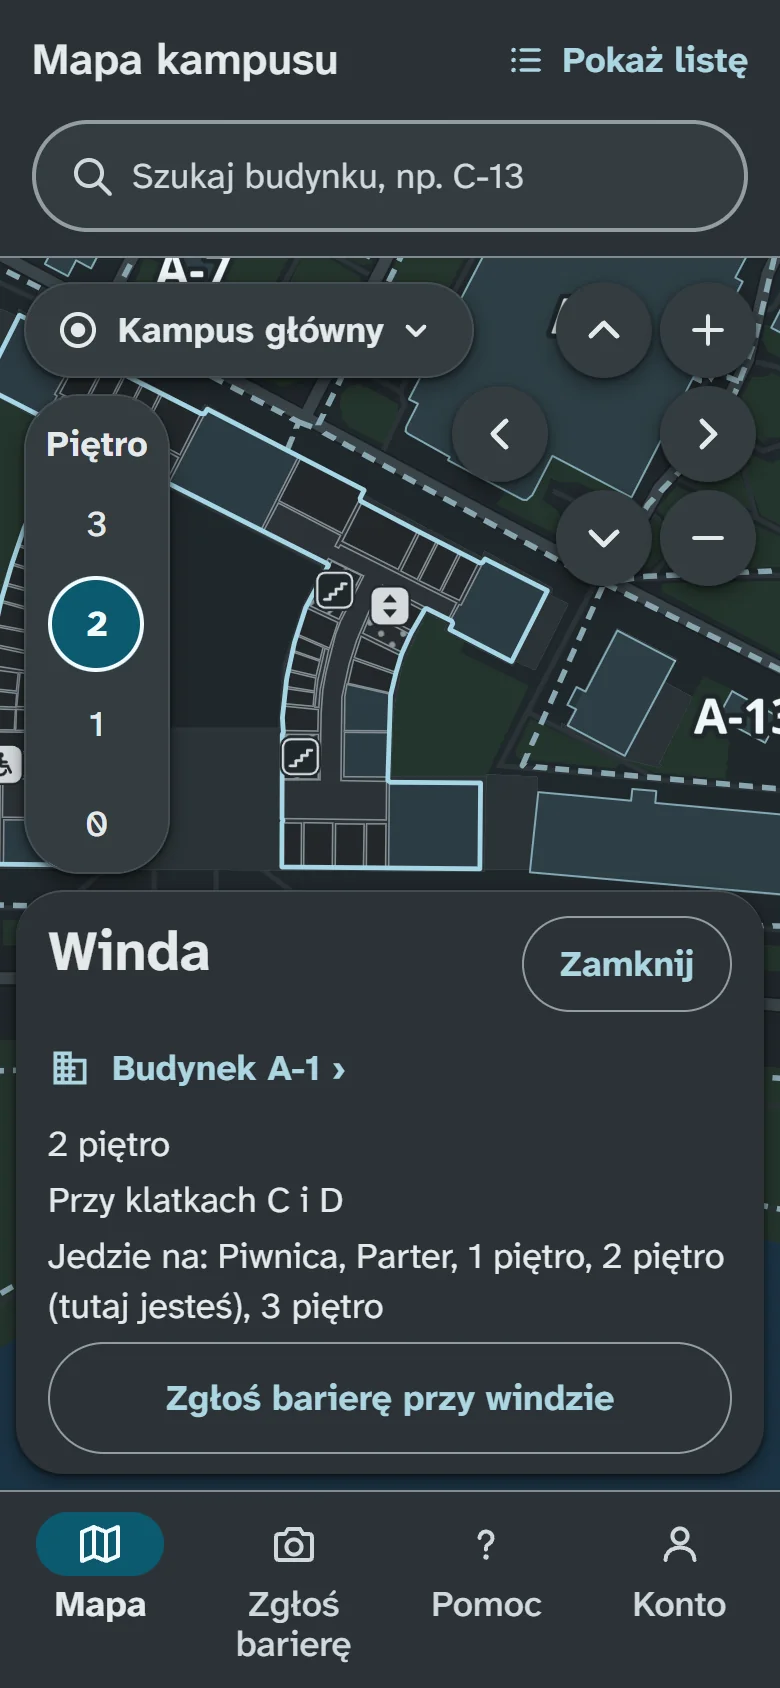 Mapa kampusu
Pokaż listę
Szukaj budynku, np. C-13
A-7
Kampus główny
Piętro
3
2
1
0
A-13
Winda
Zamknij
Budynek A-1 ›
2 piętro
Przy klatkach C i D
Jedzie na: Piwnica, Parter, 1 piętro, 2 piętro
(tutaj jesteś), 3 piętro
Zgłoś barierę przy windzie
Mapa
Zgłoś
barierę
Pomoc
Konto